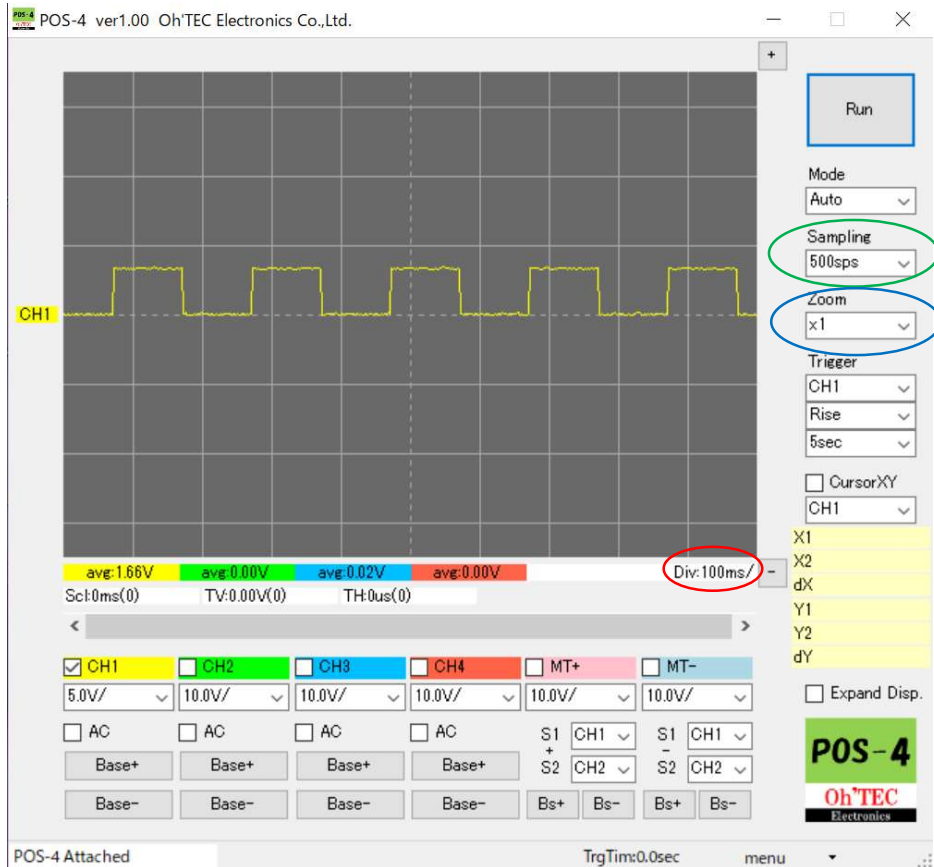 POS-4 ver1.00 Oh'TEC Electronics Co.,Ltd.
+
Run
Mode
Auto
Sampling
500sps
Zoom
x1
Trigger
CH1
Rise
5sec
CursorXY
CH1
X1
X2
dX
Y1
Y2
dY
Expand Disp.
CH1
avg:1.66V avg:0.00V avg:0.02V avg:0.00V Div:100ms/ -
Scl:0ms(0) TV:0.00V(0) TH:0us(0)
< >
CH1 CH2 CH3 CH4 MT+ MT-
5.0V/ 10.0V/ 10.0V/ 10.0V/ 10.0V/ 10.0V/
AC AC AC AC S1 CH1 S1 CH1
+ -
S2 CH2 S2 CH2
Base+ Base+ Base+ Base+
Base- Base- Base- Base- Bs+ Bs- Bs+ Bs-
POS-4
Oh'TEC
Electronics
POS-4 Attached TrgTim:0.0sec menu